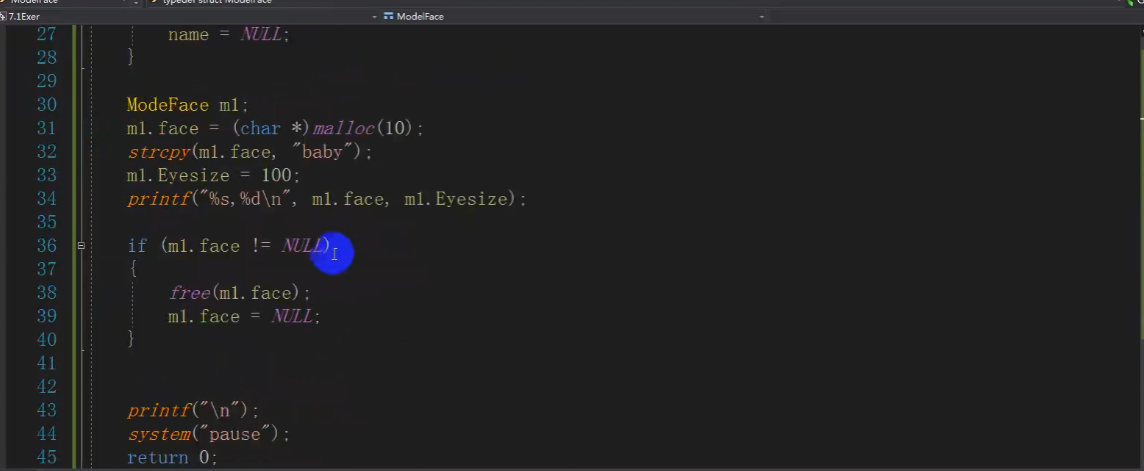 ModelFace typedef struct ModelFace
7.1Exer ModelFace
27 name = NULL;
28 }
29
30 ModeFace m1;
31 m1.face = (char *)malloc(10);
32 strcpy(m1.face, "baby");
33 m1.Eyesize = 100;
34 printf("%s,%d\n", m1.face, m1.Eyesize);
35
36 if (m1.face != NULL)
37 {
38 free(m1.face);
39 m1.face = NULL;
40 }
41
42
43 printf("\n");
44 system("pause");
45 return 0;